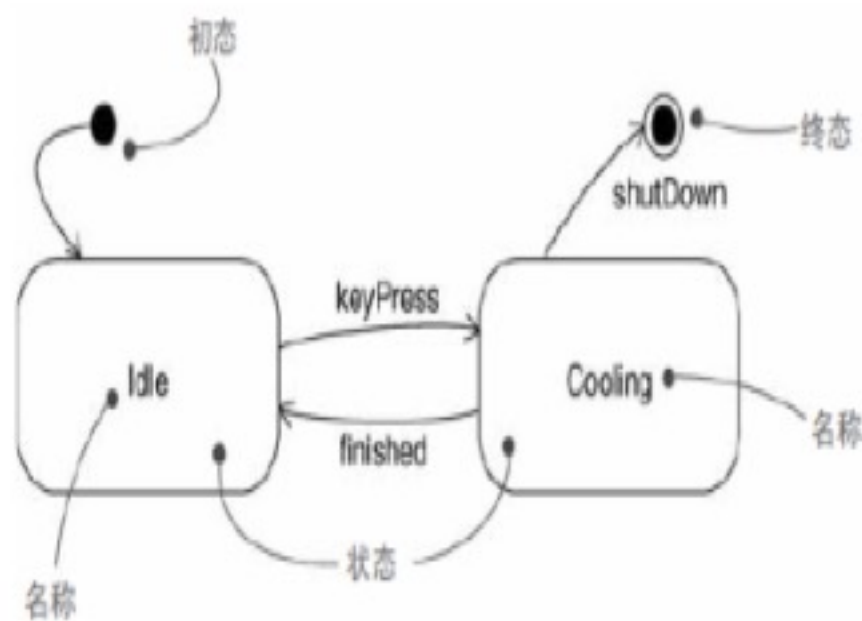 初态
终态
shutDown
keyPress
Idle
Cooling
名称
finished
状态
名称